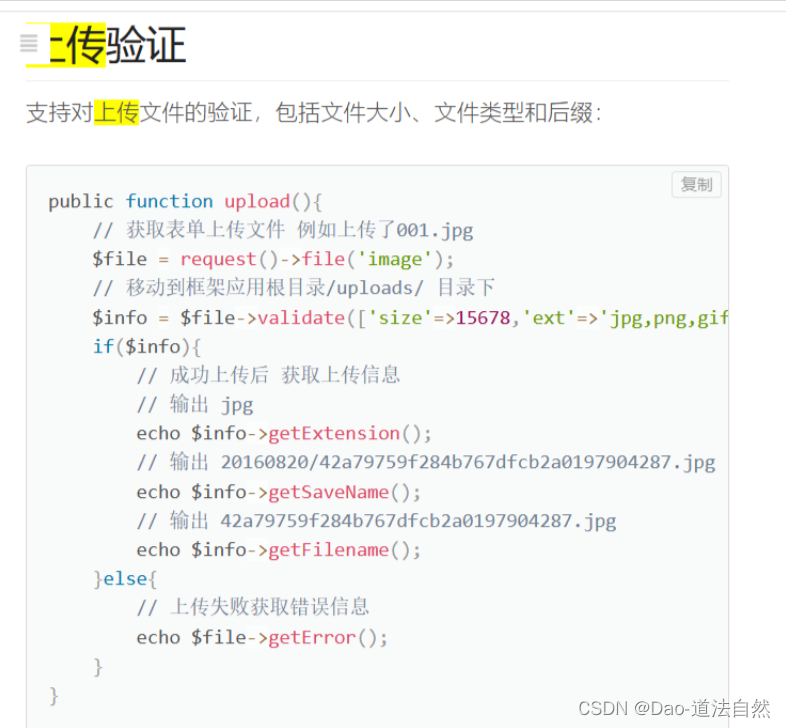 上传验证
支持对上传文件的验证，包括文件大小、文件类型和后缀：
复制
public function upload(){
    // 获取表单上传文件 例如上传了001.jpg
    $file = request()->file('image');
    // 移动到框架应用根目录/uploads/ 目录下
    $info = $file->validate(['size'=>15678,'ext'=>'jpg,png,gif
    if($info){
        // 成功上传后 获取上传信息
        // 输出 jpg
        echo $info->getExtension();
        // 输出 20160820/42a79759f284b767dfcb2a0197904287.jpg
        echo $info->getSaveName();
        // 输出 42a79759f284b767dfcb2a0197904287.jpg
        echo $info->getFilename();
    }else{
        // 上传失败获取错误信息
        echo $file->getError();
    }
}
CSDN @Dao-道法自然